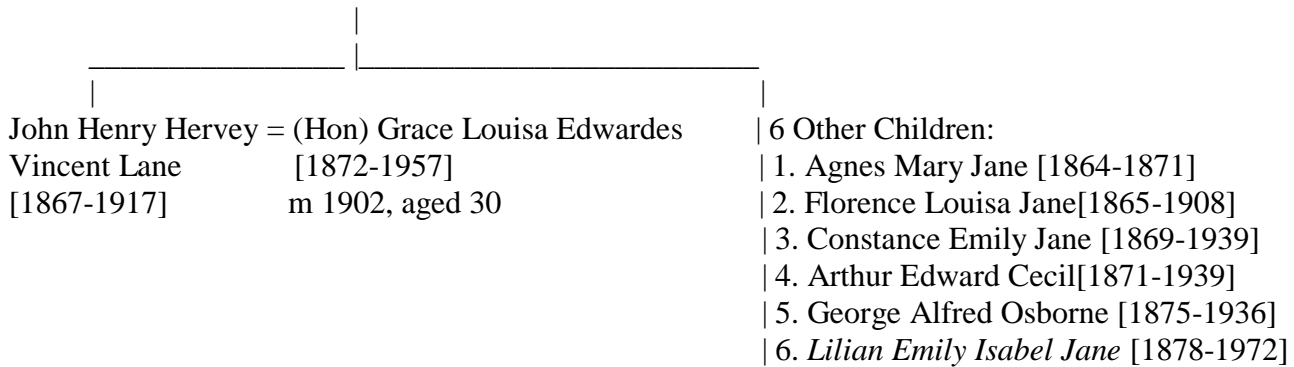 John Henry Hervey = (Hon) Grace Louisa Edwardes | 6 Other Children:
Vincent Lane [1872-1957] | 1. Agnes Mary Jane [1864-1871]
[1867-1917] m 1902, aged 30 | 2. Florence Louisa Jane[1865-1908]
| 3. Constance Emily Jane [1869-1939]
| 4. Arthur Edward Cecil[1871-1939]
| 5. George Alfred Osborne [1875-1936]
| 6. Lilian Emily Isabel Jane [1878-1972]